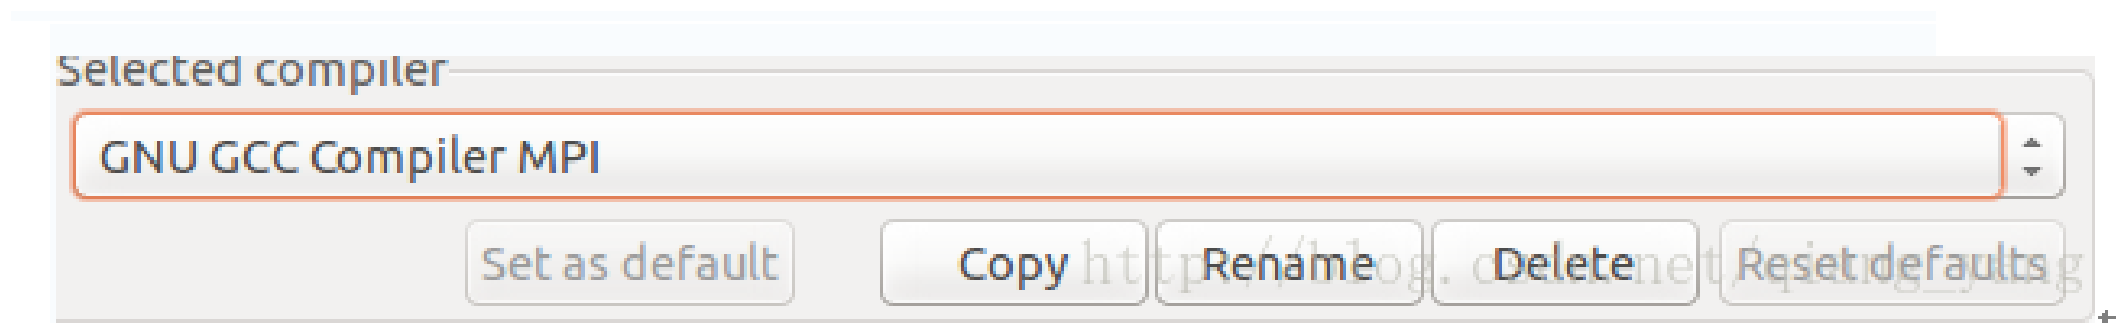 Selected compiler
GNU GCC Compiler MPI
Set as default Copy Rename Delete Reset defaults